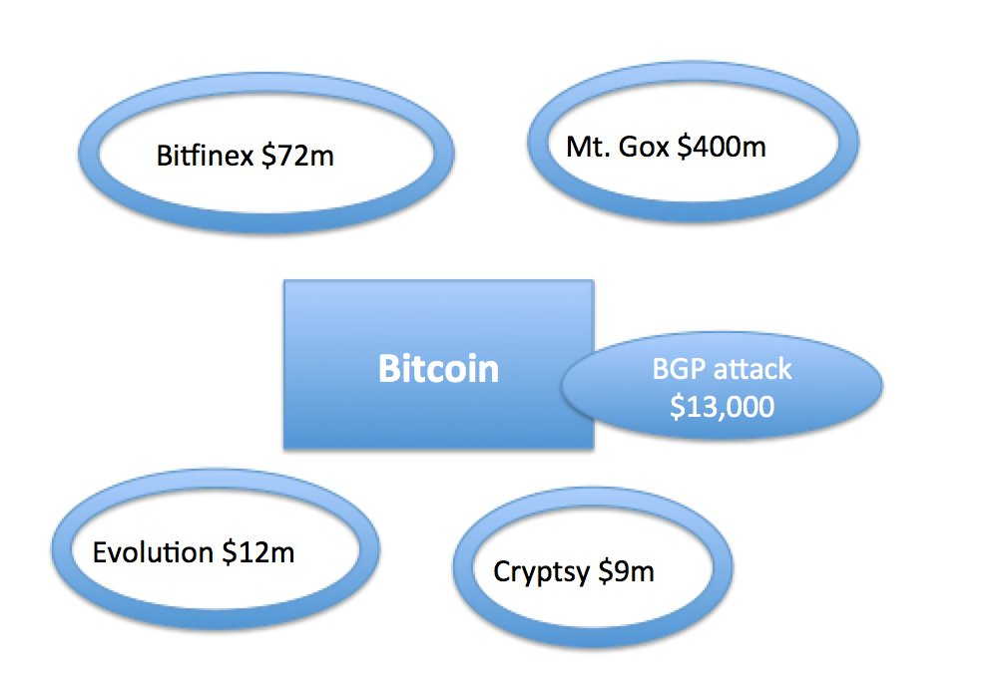 Bitfinex $72m
Mt. Gox $400m
Bitcoin
BGP attack
$13,000
Evolution $12m
Cryptsy $9m